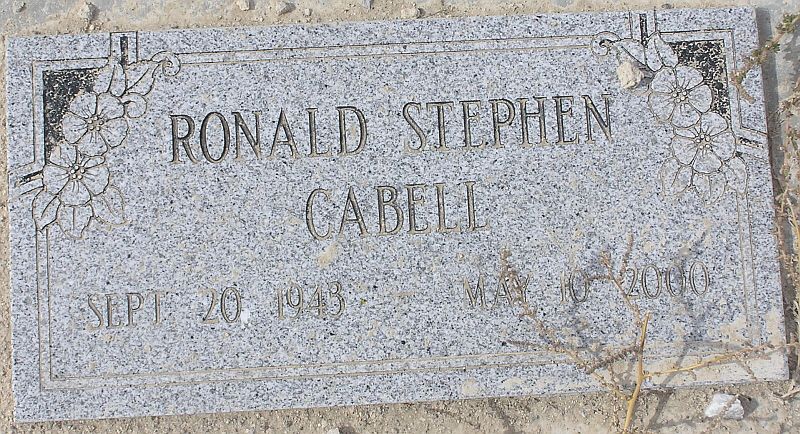 RONALD STEPHEN
CABELL
SEPT. 20 1943 - MAY 10 2000